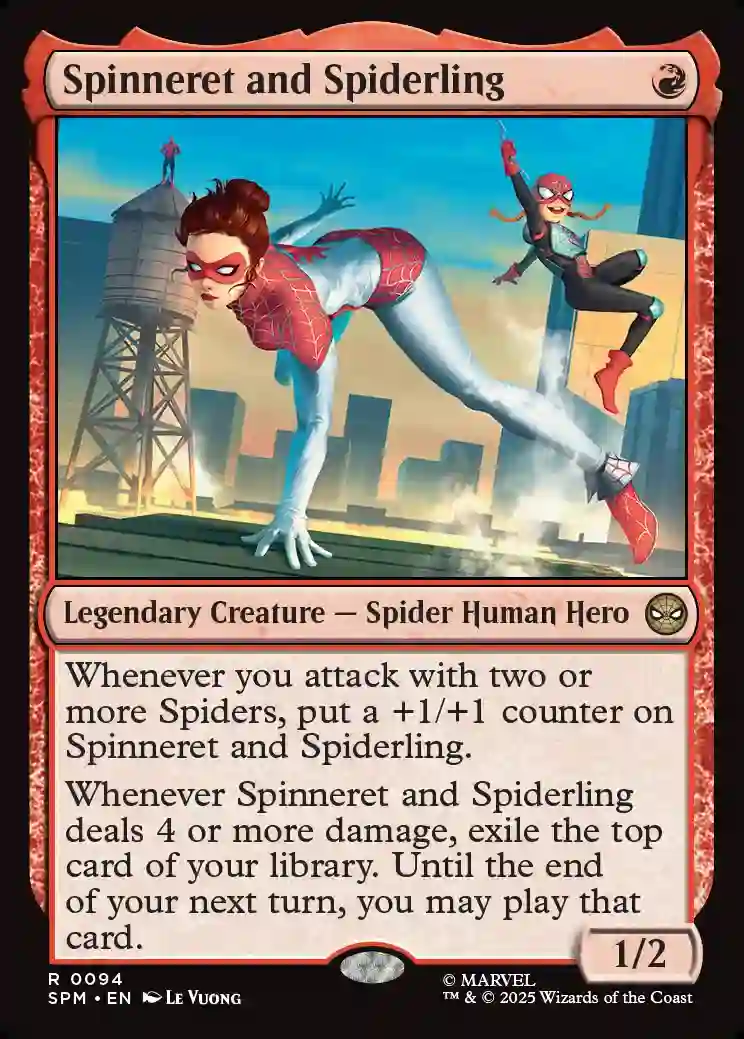 Spinneret and Spiderling
Legendary Creature — Spider Human Hero
Whenever you attack with two or
more Spiders, put a +1/+1 counter on
Spinneret and Spiderling.
Whenever Spinneret and Spiderling
deals 4 or more damage, exile the top
card of your library. Until the end
of your next turn, you may play that
card.
1/2
R 0094
SPM • EN Le Vuong
© MARVEL
™ & © 2025 Wizards of the Coast